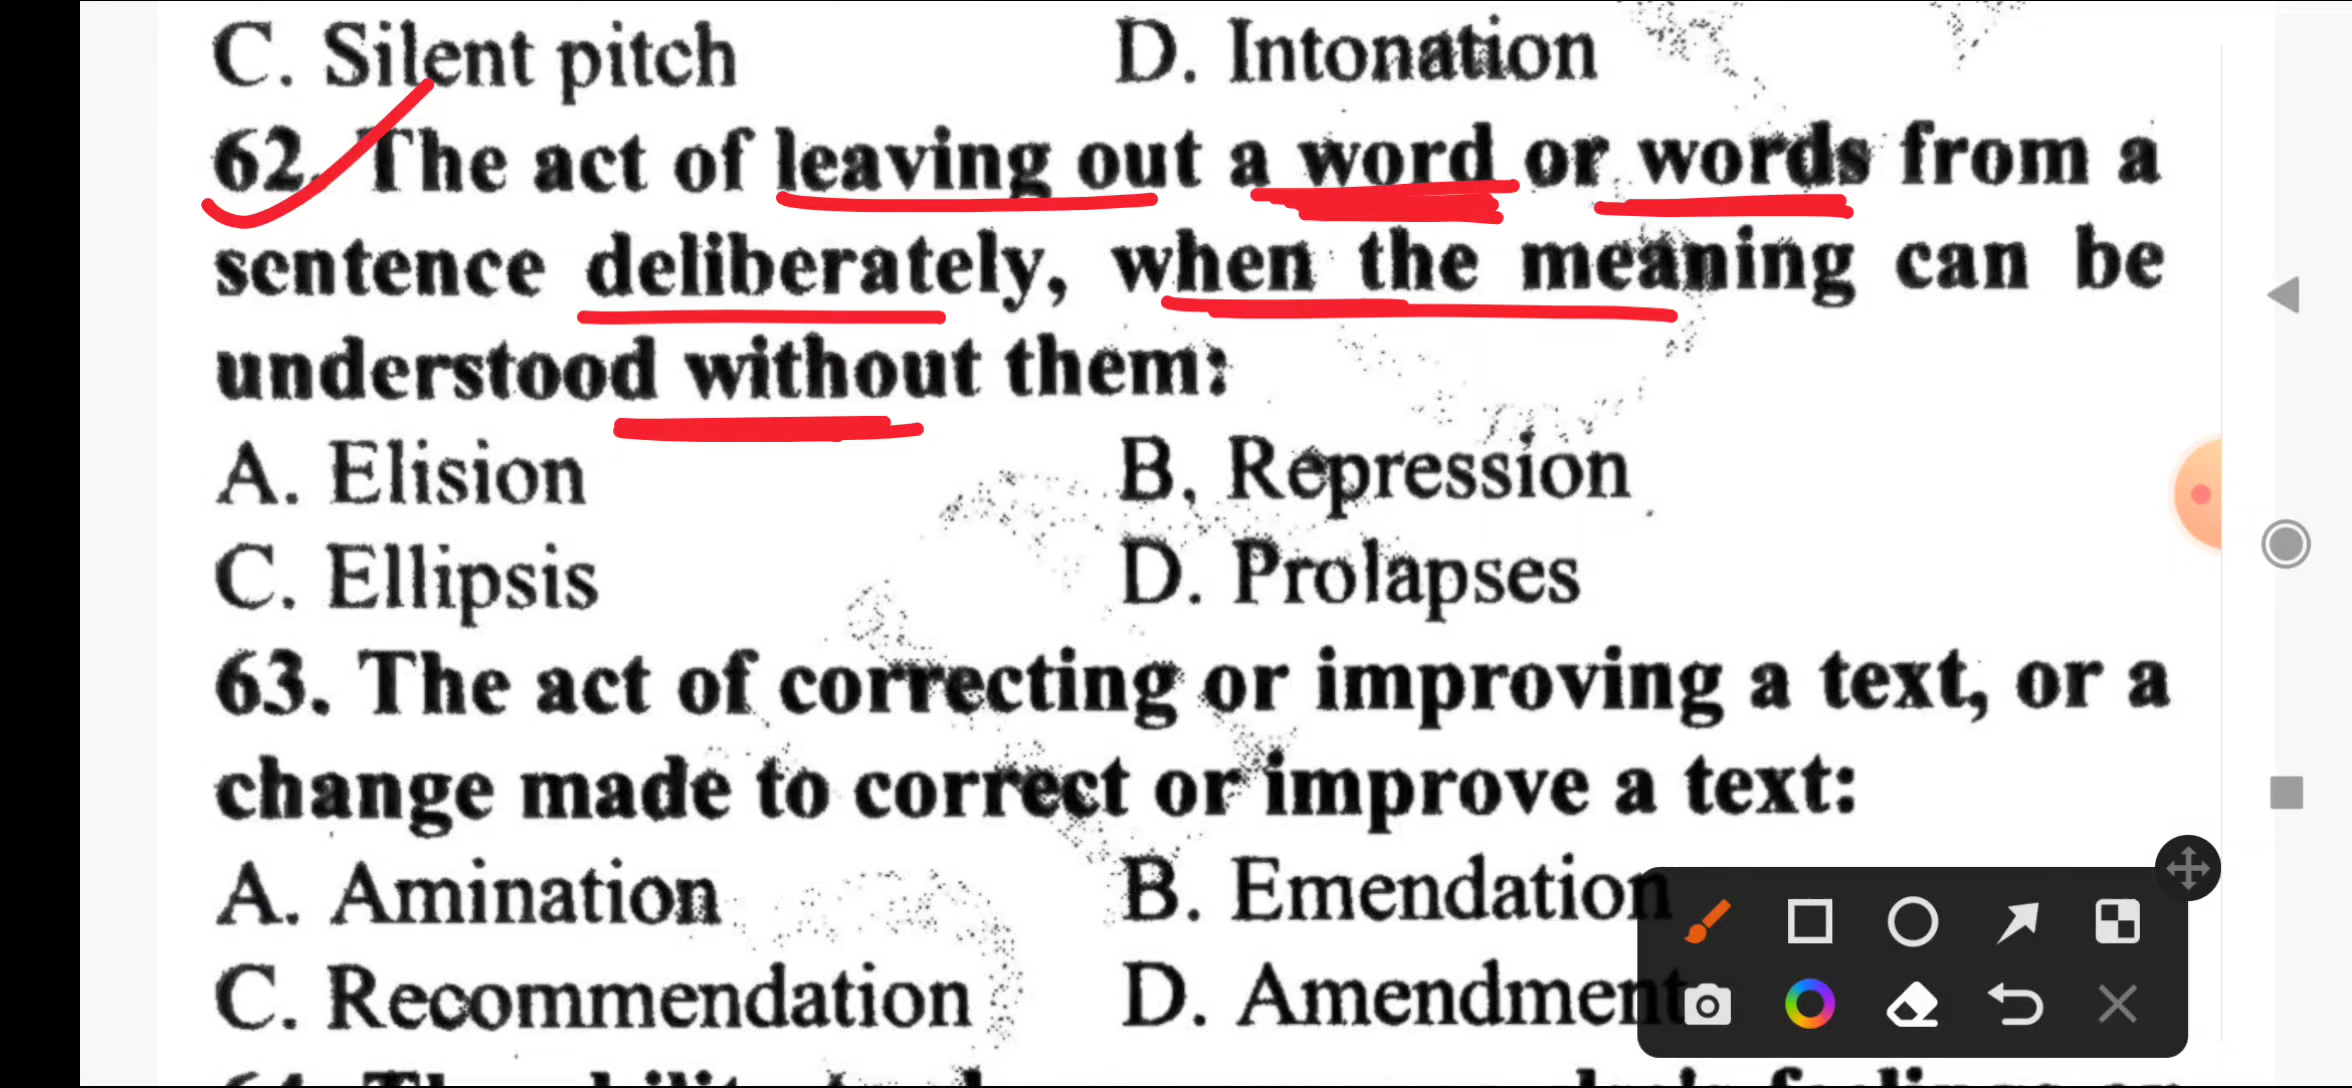 C. Silent pitch D. Intonation
62. The act of leaving out a word or words from a
sentence deliberately, when the meaning can be
understood without them:
A. Elision B. Repression
C. Ellipsis D. Prolapses
63. The act of correcting or improving a text, or a
change made to correct or improve a text:
A. Amination B. Emendation
C. Recommendation D. Amendment